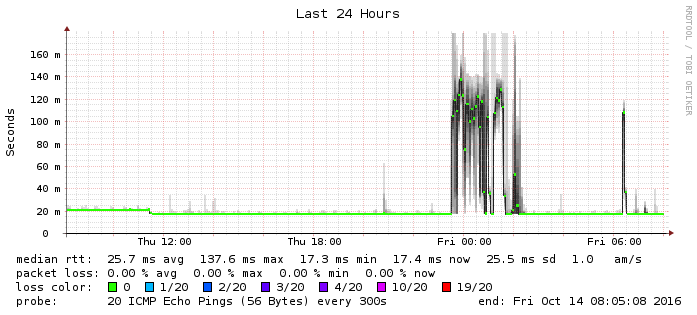 Last 24 Hours
RRDTOOL / TOBI OETIKER
Seconds
160 m
140 m
120 m
100 m
80 m
60 m
40 m
20 m
0
Thu 12:00 Thu 18:00 Fri 00:00 Fri 06:00
median rtt: 25.7 ms avg 137.6 ms max 17.3 ms min 17.4 ms now 25.5 ms sd 1.0 am/s
packet loss: 0.00 % avg 0.00 % max 0.00 % min 0.00 % now
loss color: 0 1/20 2/20 3/20 4/20 10/20 19/20
probe: 20 ICMP Echo Pings (56 Bytes) every 300s end: Fri Oct 14 08:05:08 2016